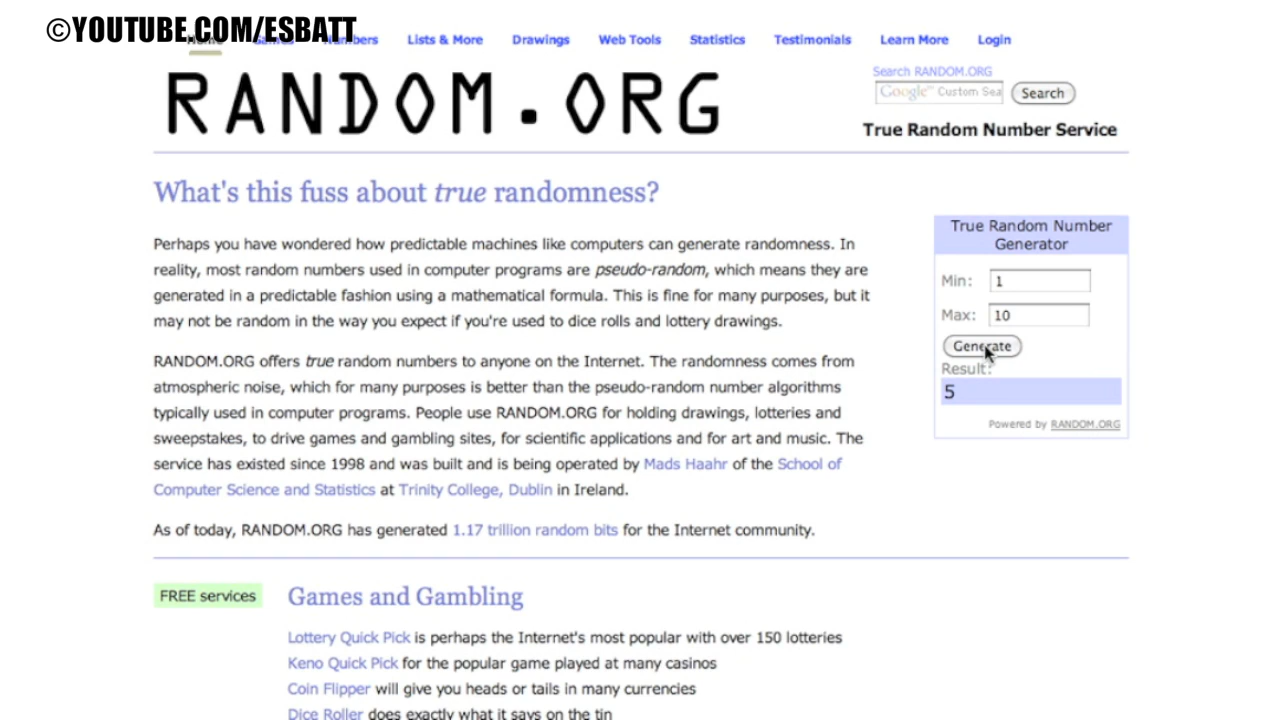 ©YOUTUBE.COM/ESBATT
Home Games Numbers Lists & More Drawings Web Tools Statistics Testimonials Learn More Login
RANDOM.ORG
Search RANDOM.ORG
Google™ Custom Sea Search
True Random Number Service
What's this fuss about true randomness?
Perhaps you have wondered how predictable machines like computers can generate randomness. In
reality, most random numbers used in computer programs are pseudo-random, which means they are
generated in a predictable fashion using a mathematical formula. This is fine for many purposes, but it
may not be random in the way you expect if you're used to dice rolls and lottery drawings.
RANDOM.ORG offers true random numbers to anyone on the Internet. The randomness comes from
atmospheric noise, which for many purposes is better than the pseudo-random number algorithms
typically used in computer programs. People use RANDOM.ORG for holding drawings, lotteries and
sweepstakes, to drive games and gambling sites, for scientific applications and for art and music. The
service has existed since 1998 and was built and is being operated by Mads Haahr of the School of
Computer Science and Statistics at Trinity College, Dublin in Ireland.
As of today, RANDOM.ORG has generated 1.17 trillion random bits for the Internet community.
True Random Number
Generator
Min: 1
Max: 10
Generate
Result:
5
Powered by RANDOM.ORG
FREE services
Games and Gambling
Lottery Quick Pick is perhaps the Internet's most popular with over 150 lotteries
Keno Quick Pick for the popular game played at many casinos
Coin Flipper will give you heads or tails in many currencies
Dice Roller does exactly what it says on the tin